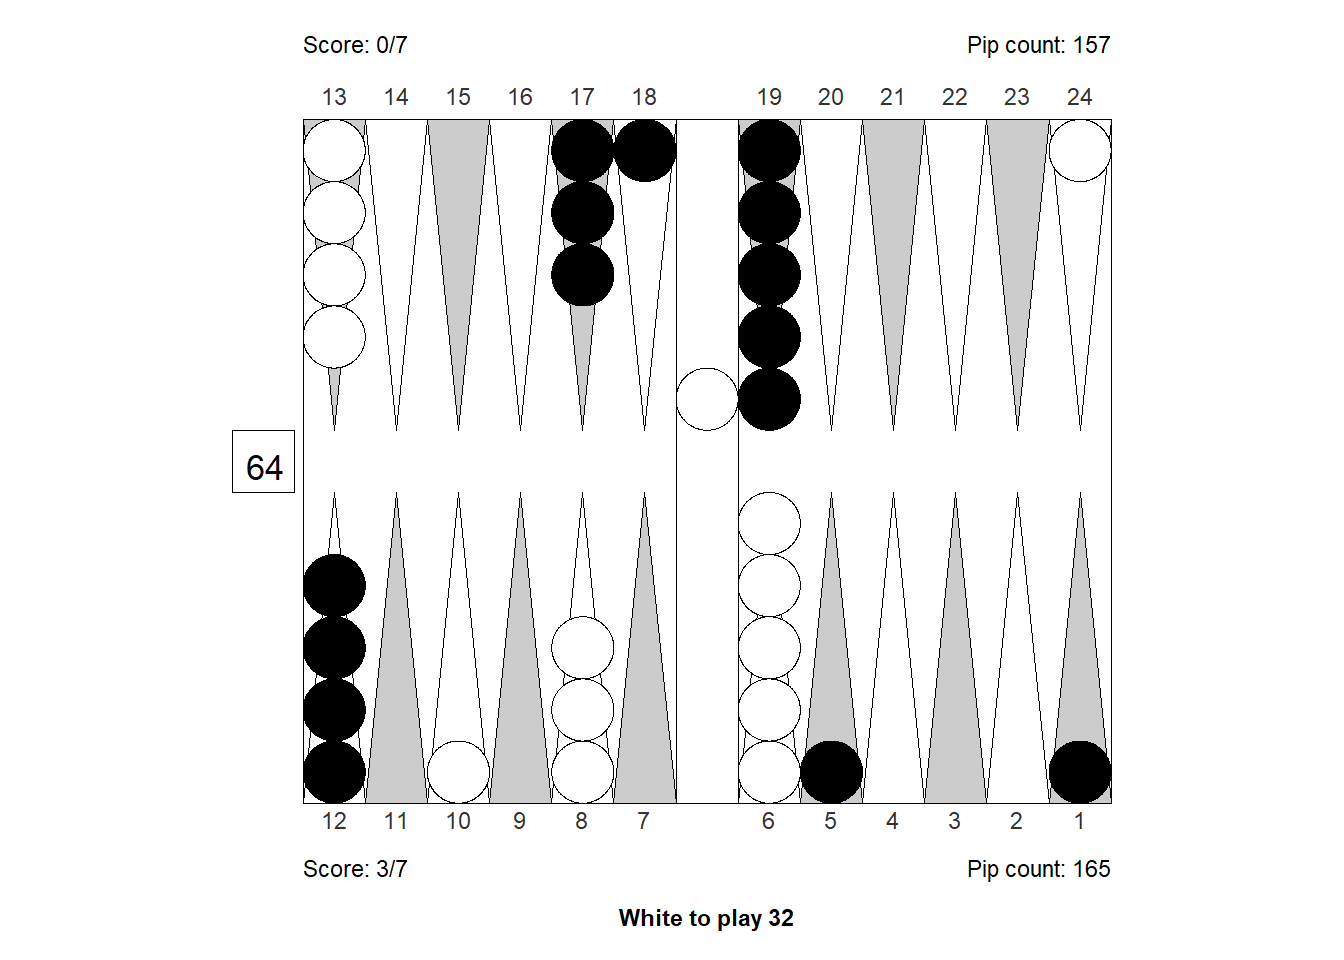 Score: 0/7 Pip count: 157
13 14 15 16 17 18 19 20 21 22 23 24
64
12 11 10 9 8 7 6 5 4 3 2 1
Score: 3/7 Pip count: 165
White to play 32